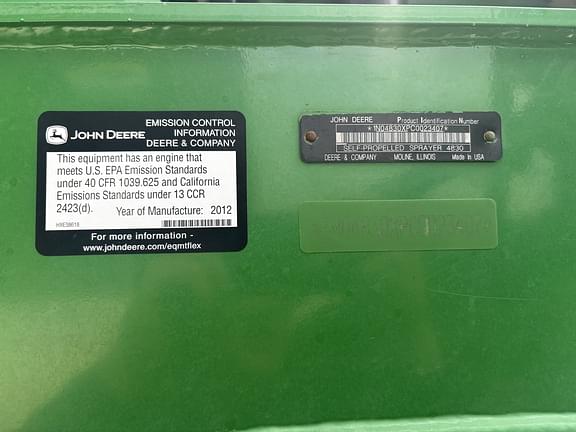 JOHN DEERE
EMISSION CONTROL
INFORMATION
DEERE & COMPANY
This equipment has an engine that
meets U.S. EPA Emission Standards
under 40 CFR 1039.625 and California
Emissions Standards under 13 CCR
2423(d).
Year of Manufacture: 2012
For more information -
www.johndeere.com/eqmtflex
JOHN DEERE Product Identification Number
*1N04830XPC0023407*
SELF-PROPELLED SPRAYER 4830
DEERE & COMPANY MOLINE, ILLINOIS Made In USA